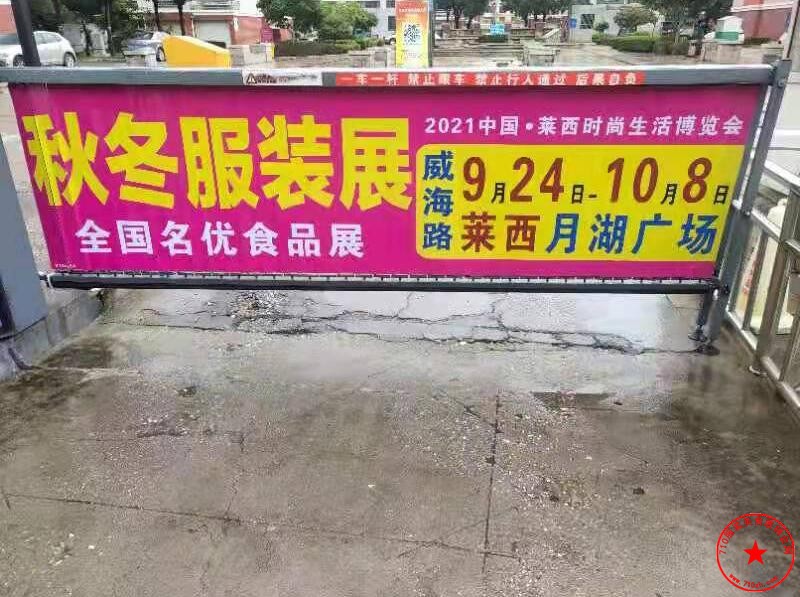 一车一杆 禁止跟车 禁止行人通过 后果自负
秋冬服装展
全国名优食品展
2021中国·莱西时尚生活博览会
威海路
9月24日-10月8日
莱西月湖广场